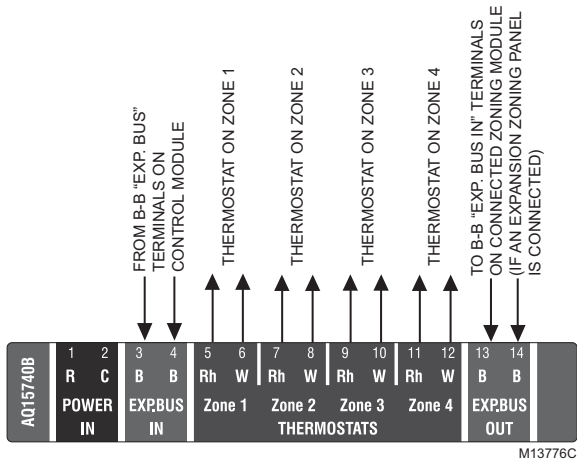 FROM B-B “EXP. BUS”
TERMINALS ON
CONTROL MODULE
THERMOSTAT ON ZONE 1
THERMOSTAT ON ZONE 2
THERMOSTAT ON ZONE 3
THERMOSTAT ON ZONE 4
TO B-B “EXP. BUS IN” TERMINALS
ON CONNECTED ZONING MODULE
(IF AN EXPANSION ZONING PANEL
IS CONNECTED)
AQ15740B
1 2 3 4 5 6 7 8 9 10 11 12 13 14
R C B B Rh W Rh W Rh W Rh W B B
POWER EXP.BUS Zone 1 Zone 2 Zone 3 Zone 4 EXP.BUS
IN IN THERMOSTATS OUT
M13776C